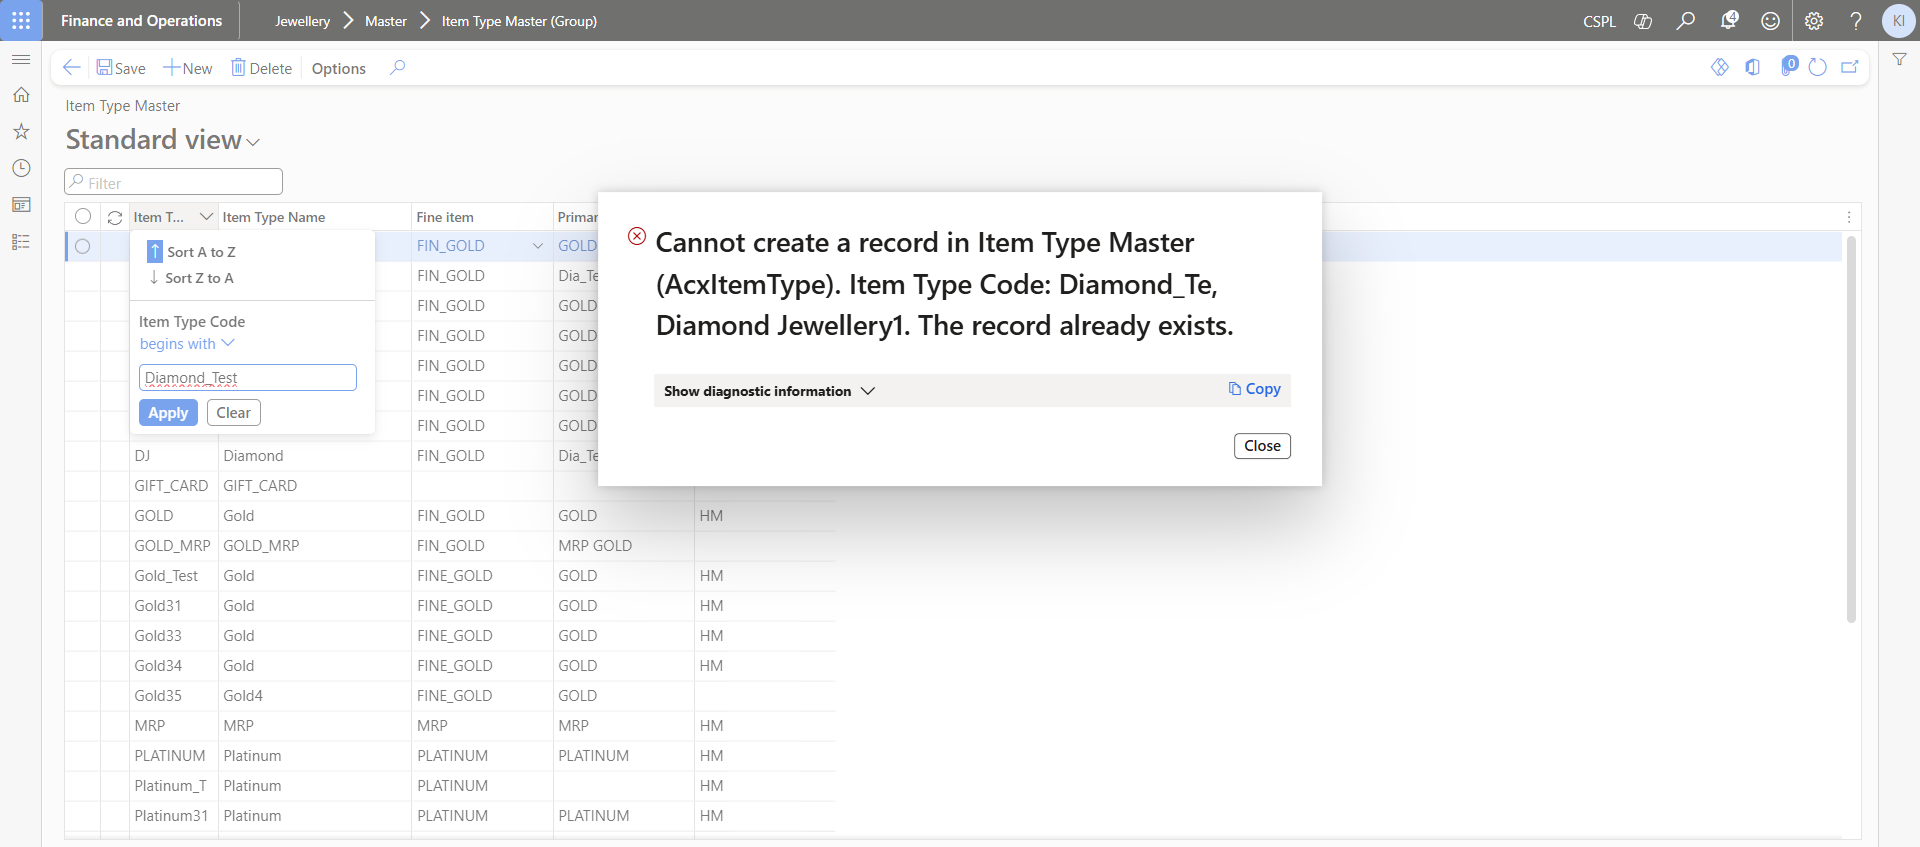 Finance and Operations
Jewellery Master Item Type Master (Group)
CSPL
4
KI
Save New Delete Options
0
Item Type Master
Standard view
Filter
Item T... Item Type Name Fine item Primar
Sort A to Z
Sort Z to A
Item Type Code
begins with
Diamond_Test
Apply Clear
FIN_GOLD GOLD
FIN_GOLD Dia_Te
FIN_GOLD GOLD
FIN_GOLD GOLD
FIN_GOLD GOLD
FIN_GOLD GOLD
FIN_GOLD GOLD
Cannot create a record in Item Type Master
(AcxItemType). Item Type Code: Diamond_Te,
Diamond Jewellery1. The record already exists.
Show diagnostic information Copy
Close
DJ Diamond FIN_GOLD Dia_Te
GIFT_CARD GIFT_CARD
GOLD Gold FIN_GOLD GOLD HM
GOLD_MRP GOLD_MRP FIN_GOLD MRP GOLD
Gold_Test Gold FINE_GOLD GOLD HM
Gold31 Gold FINE_GOLD GOLD HM
Gold33 Gold FINE_GOLD GOLD HM
Gold34 Gold FINE_GOLD GOLD HM
Gold35 Gold4 FINE_GOLD GOLD
MRP MRP MRP MRP HM
PLATINUM Platinum PLATINUM PLATINUM HM
Platinum_T Platinum PLATINUM HM
Platinum31 Platinum PLATINUM PLATINUM HM